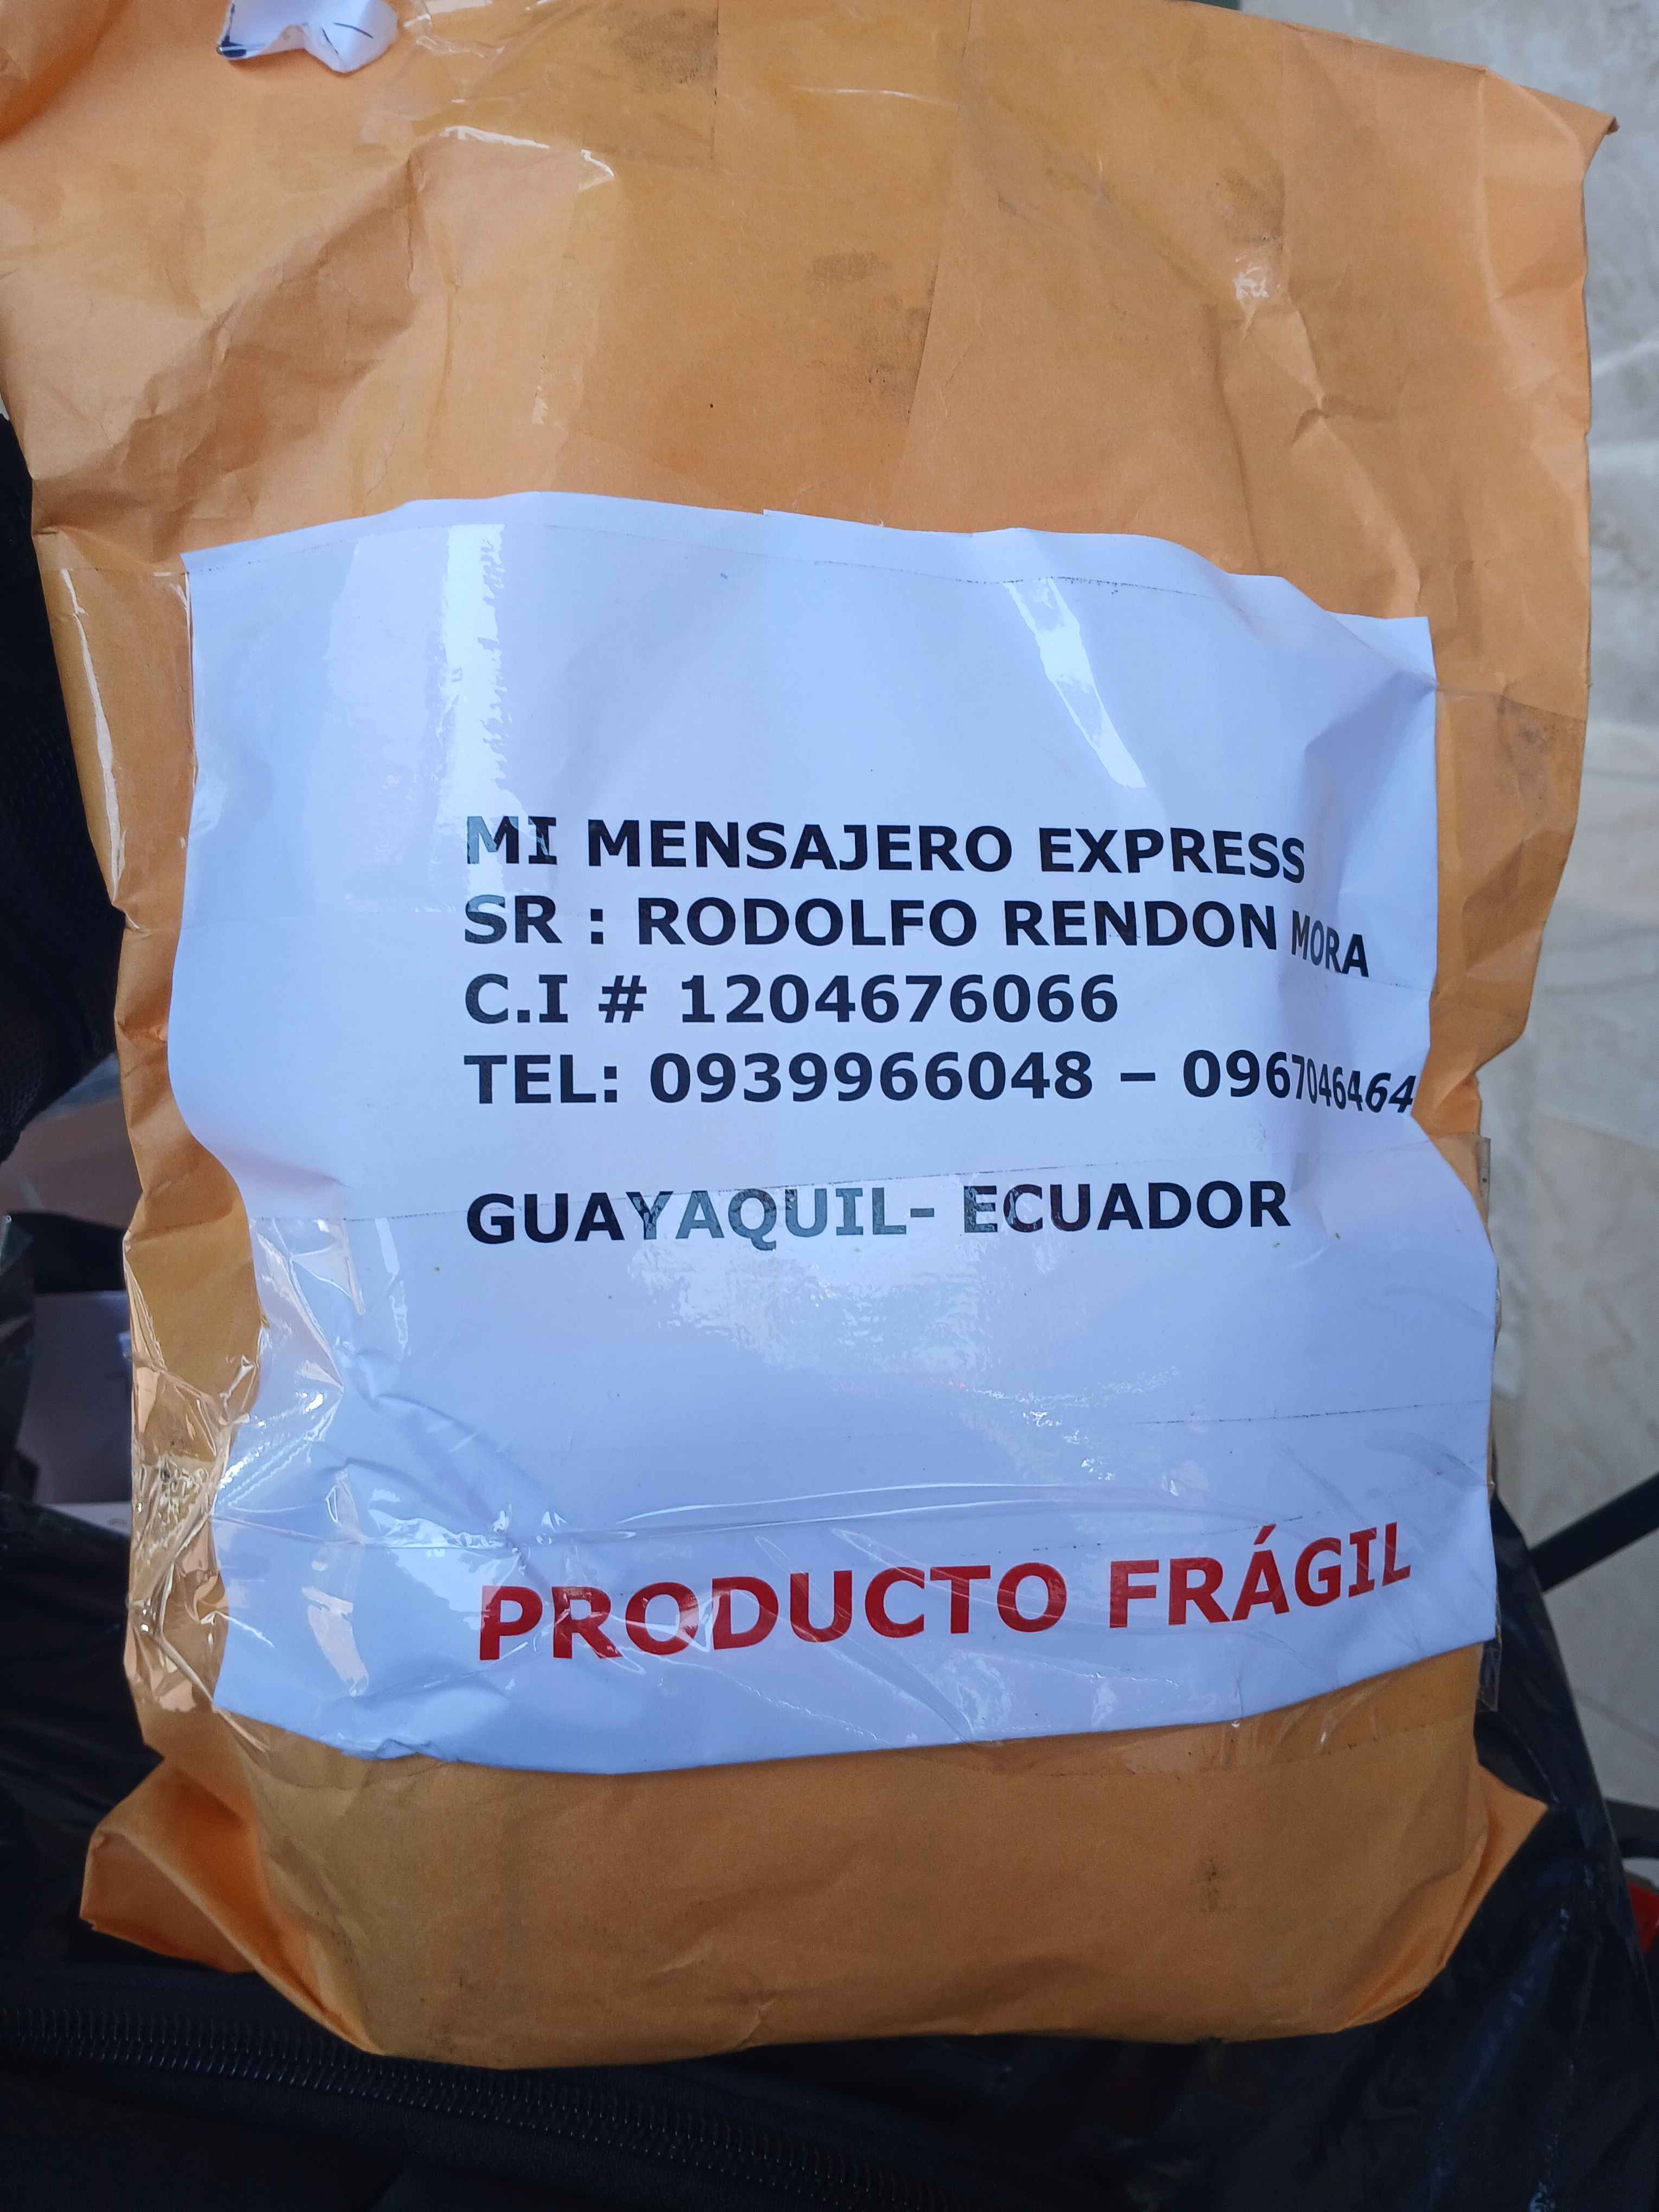 MI MENSAJERO EXPRESS
SR : RODOLFO RENDON MORA
C.I # 1204676066
TEL: 0939966048 – 0967046464
GUAYAQUIL- ECUADOR
PRODUCTO FRÁGIL